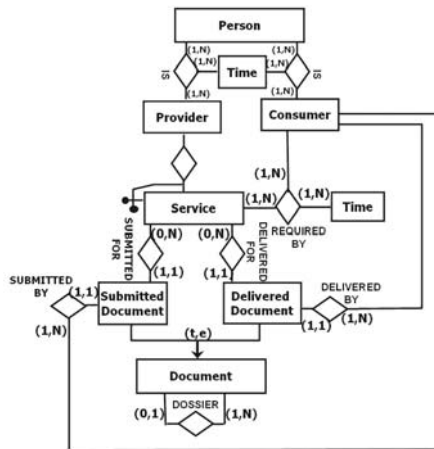 Person
(1,N) (1,N)
(1,N) (1,N)
IS Time IS
(1,N) (1,N)
Provider Consumer
(1,N)
(1,N) (1,N)
Service Time
REQUIRED
BY
(0,N) (0,N)
SUBMITTED
FOR
DELIVERED
FOR
(1,1) (1,1)
SUBMITTED
BY
(1,1)
(1,N)
Submitted
Document
Delivered
Document
DELIVERED
BY
(1,1) (1,N)
(t,e)
Document
DOSSIER
(0,1) (1,N)